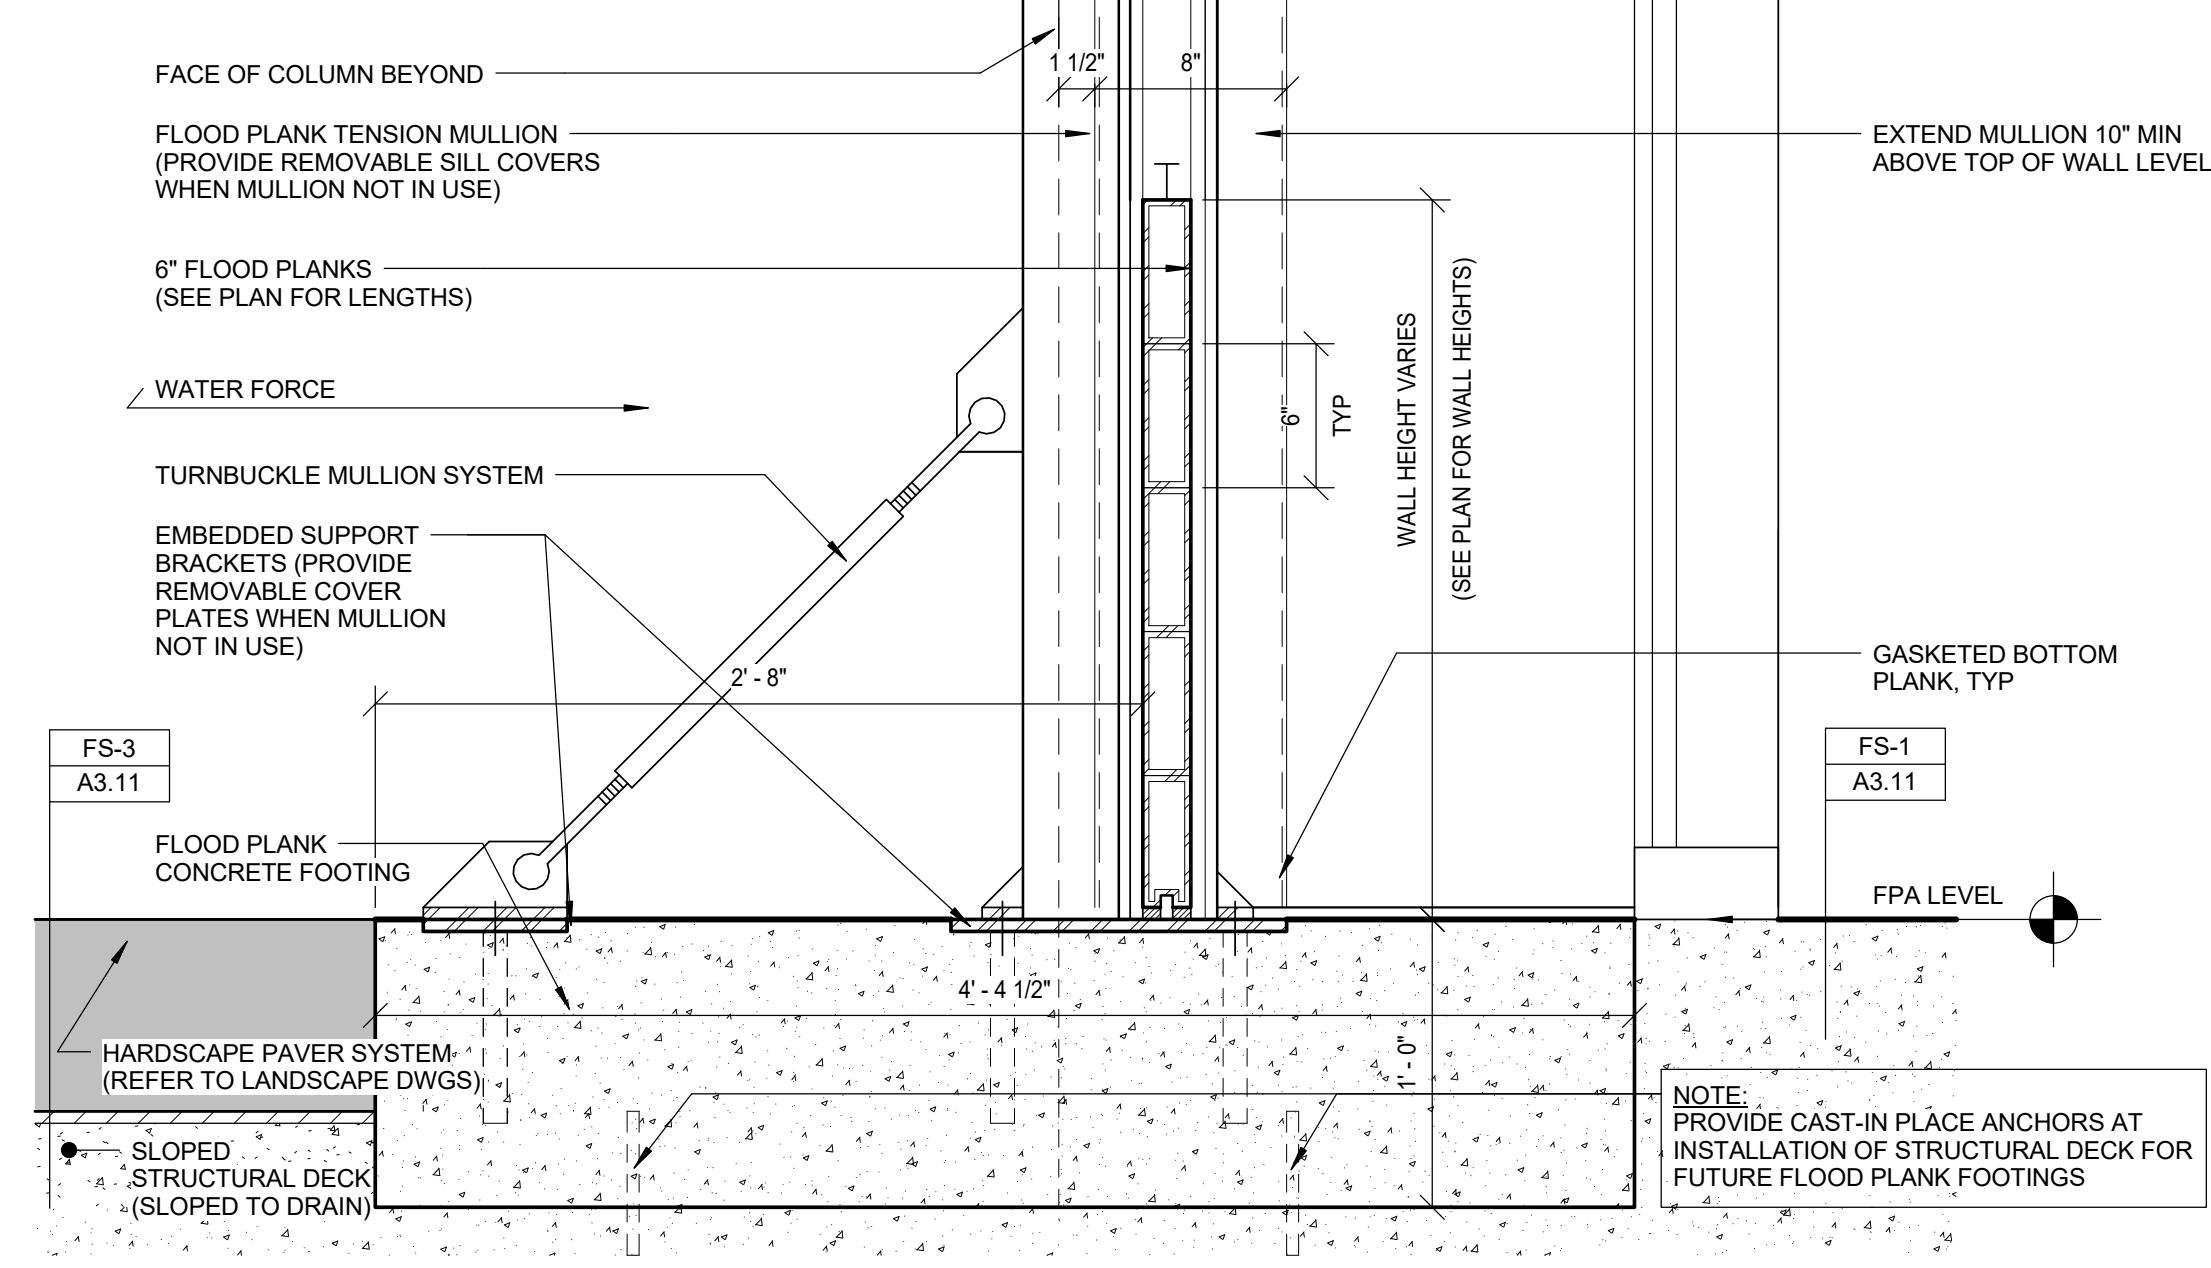 FACE OF COLUMN BEYOND
1 1/2"
8"
FLOOD PLANK TENSION MULLION
(PROVIDE REMOVABLE SILL COVERS
WHEN MULLION NOT IN USE)
EXTEND MULLION 10" MIN
ABOVE TOP OF WALL LEVEL
6" FLOOD PLANKS
(SEE PLAN FOR LENGTHS)
WATER FORCE
6"
TYP
WALL HEIGHT VARIES
(SEE PLAN FOR WALL HEIGHTS)
TURNBUCKLE MULLION SYSTEM
EMBEDDED SUPPORT
BRACKETS (PROVIDE
REMOVABLE COVER
PLATES WHEN MULLION
NOT IN USE)
2' - 8"
GASKETED BOTTOM
PLANK, TYP
FS-3
A3.11
FS-1
A3.11
FLOOD PLANK
CONCRETE FOOTING
FPA LEVEL
4' - 4 1/2"
1' - 0"
HARDSCAPE PAVER SYSTEM
(REFER TO LANDSCAPE DWGS)
SLOPED
STRUCTURAL DECK
(SLOPED TO DRAIN)
NOTE:
PROVIDE CAST-IN PLACE ANCHORS AT
INSTALLATION OF STRUCTURAL DECK FOR
FUTURE FLOOD PLANK FOOTINGS